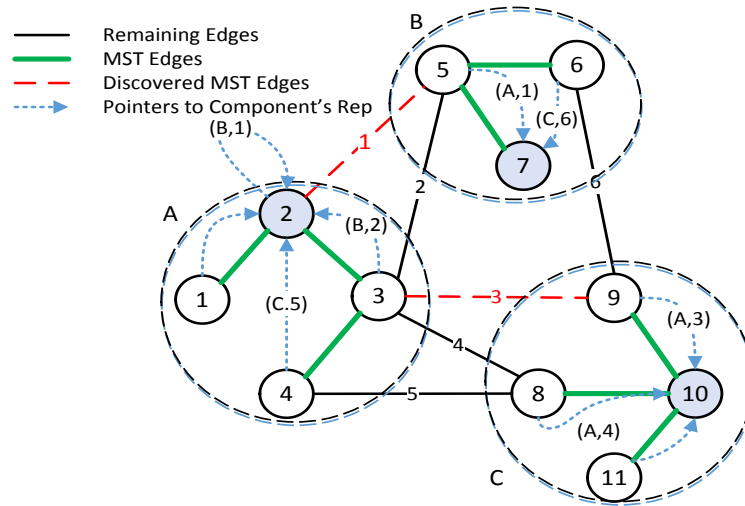 Remaining Edges
MST Edges
Discovered MST Edges
Pointers to Component's Rep
B
5
6
(A,1)
(C,6)
7
(B,1)
1
2
6
A
2
(B,2)
1
(C.5)
3
3
9
(A,3)
4
4
5
8
10
(A,4)
11
C